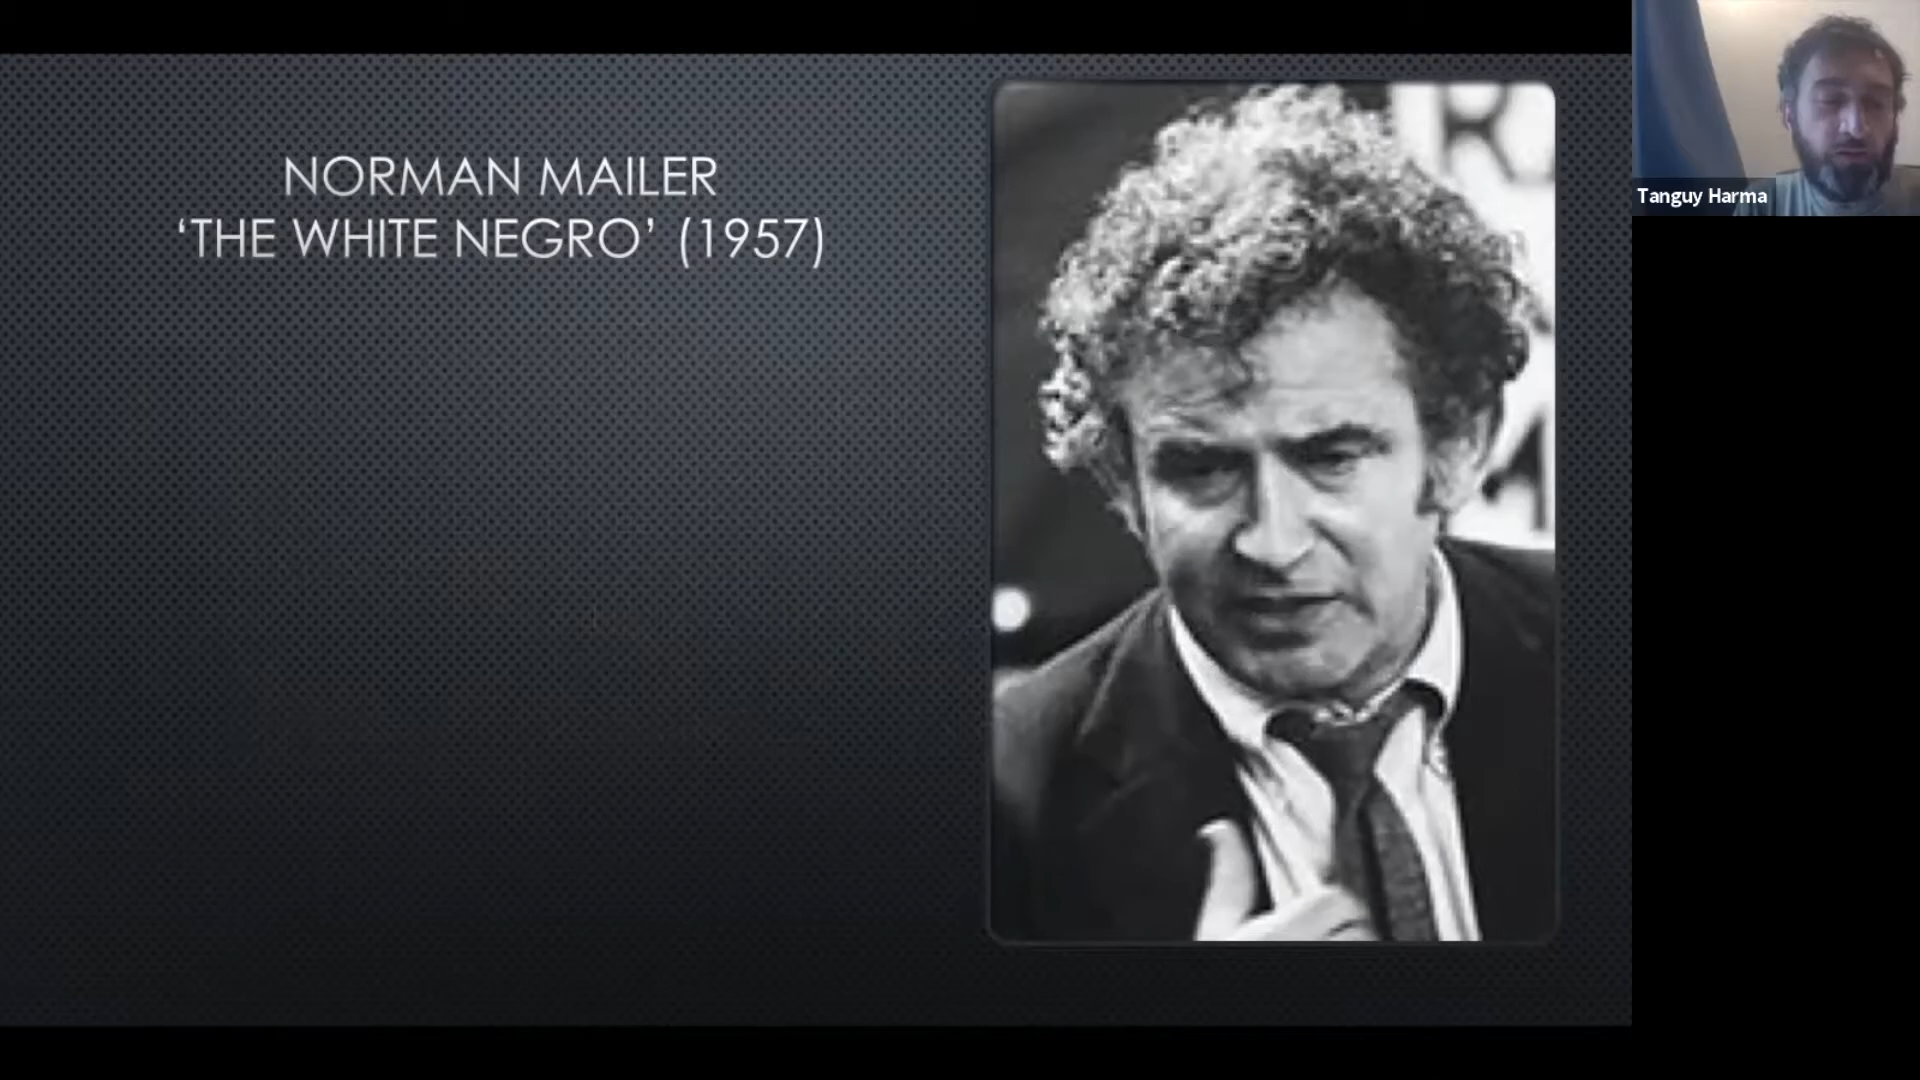 NORMAN MAILER
‘THE WHITE NEGRO’ (1957)
Tanguy Harma